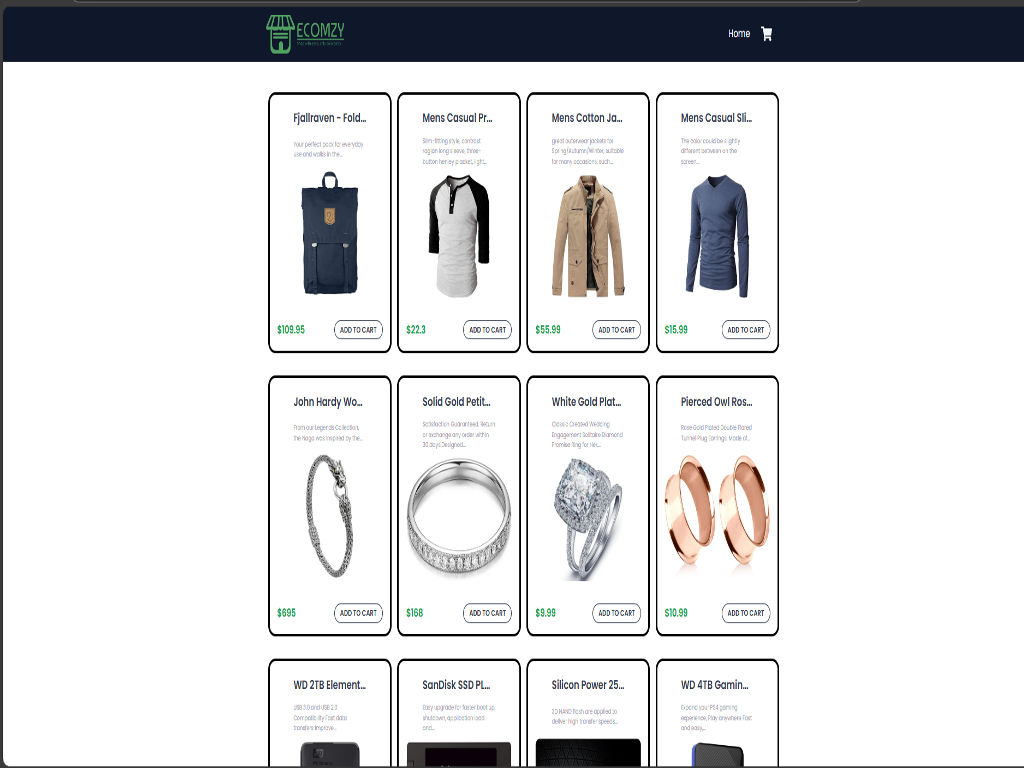 ECOMZY
Home
Fjallraven - Fold...
Your perfect pack for everyday
use and walks in the...
$109.95
ADD TO CART
Mens Casual Pr...
Slim-fitting style, contrast
raglan long sleeve, three-
button henley placket, light...
$22.3
ADD TO CART
Mens Cotton Ja...
great outerwear jackets for
Spring/Autumn/Winter, suitable
for many occasions, such...
$55.99
ADD TO CART
Mens Casual Sli...
The color could be slightly
different between on the
screen...
$15.99
ADD TO CART
John Hardy Wo...
From our Legends Collection,
the Naga was inspired by the...
$695
ADD TO CART
Solid Gold Petit...
Satisfaction Guaranteed. Return
or exchange any order within
30 days.Designed...
$168
ADD TO CART
White Gold Plat...
Classic Created Wedding
Engagement Solitaire Diamond
Promise Ring for Her...
$9.99
ADD TO CART
Pierced Owl Ros...
Rose Gold Plated Double Flared
Tunnel Plug Earrings. Made of...
$10.99
ADD TO CART
WD 2TB Element...
USB 3.0 and USB 2.0
Compatibility Fast data
transfers Improve...
SanDisk SSD PL...
Easy upgrade for faster boot up,
shutdown, application load
and...
Silicon Power 25...
3D NAND flash are applied to
deliver high transfer speeds...
WD 4TB Gamin...
Expand your PS4 gaming
experience, Play anywhere Fast
and easy,...